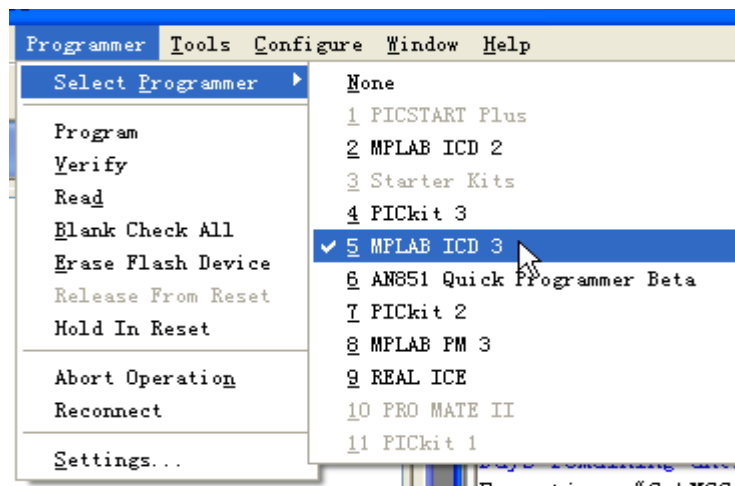 Programmer Tools Configure Window Help
Select Programmer
Program
Verify
Read
Blank Check All
Erase Flash Device
Release From Reset
Hold In Reset
Abort Operation
Reconnect
Settings...
None
1 PICSTART Plus
2 MPLAB ICD 2
3 Starter Kits
4 PICkit 3
5 MPLAB ICD 3
6 AN851 Quick Programmer Beta
7 PICkit 2
8 MPLAB PM 3
9 REAL ICE
10 PRO MATE II
11 PICkit 1